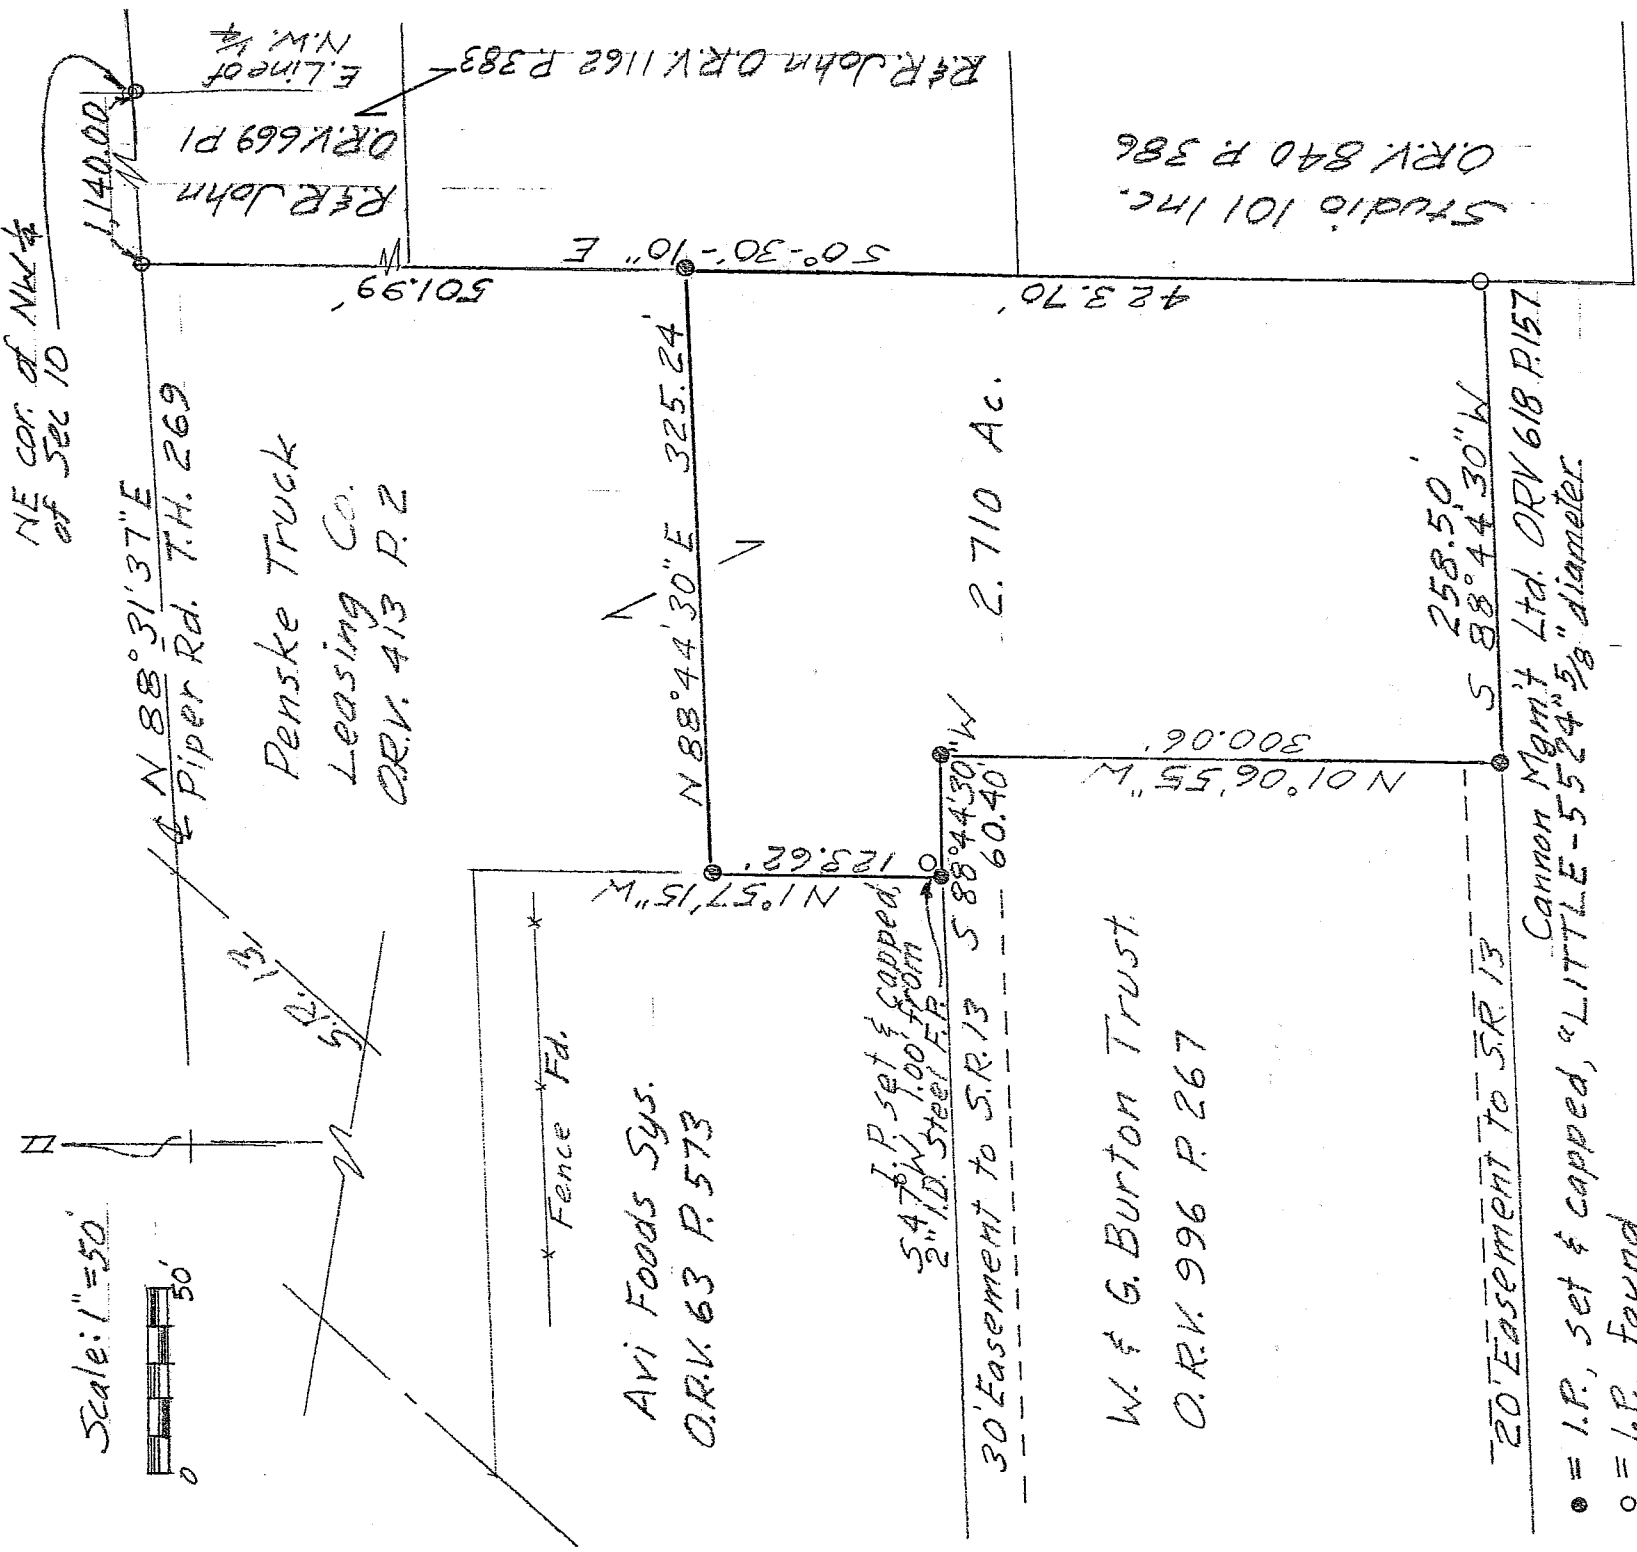 NE cor. of NW ¼
of Sec 10
1,140.00'
E. Line of
N.W. ¼
R&R. John
O.R.V. 669 P1
R&R. John O.R.V. 1162 P.383
Studio 101 Inc.
O.R.V. 840 P. 386
N 88° 31' 37" E
℄ Piper Rd. T.H. 269
S.R. 13
Scale: 1"=50'
0 50'
Penske Truck
Leasing Co.
O.R.V. 413 P. 2
501.99'
S 0°-30'-10" E
423.70'
N 88° 44' 30" E 325.24'
2.710 Ac.
N 1° 57' 15" W
123.62'
Fence Fd.
Avi Foods Sys.
O.R.V. 63 P. 573
I.P. set & capped,
S 47° W, 1.00' from
2" I.D. Steel F.P.
S 88° 44' 30" W
60.40'
30' Easement to S.R. 13
N 01° 06' 55" W
300.06'
W. & G. Burton Trust
O.R.V. 996 P. 267
258.50'
S 88° 44' 30" W
20' Easement to S.R. 13
Cannon Mgm't Ltd. ORV 618 P.157
● = I.P., set & capped, "LITTLE-5524" 5/8" diameter.
○ = I.P. found